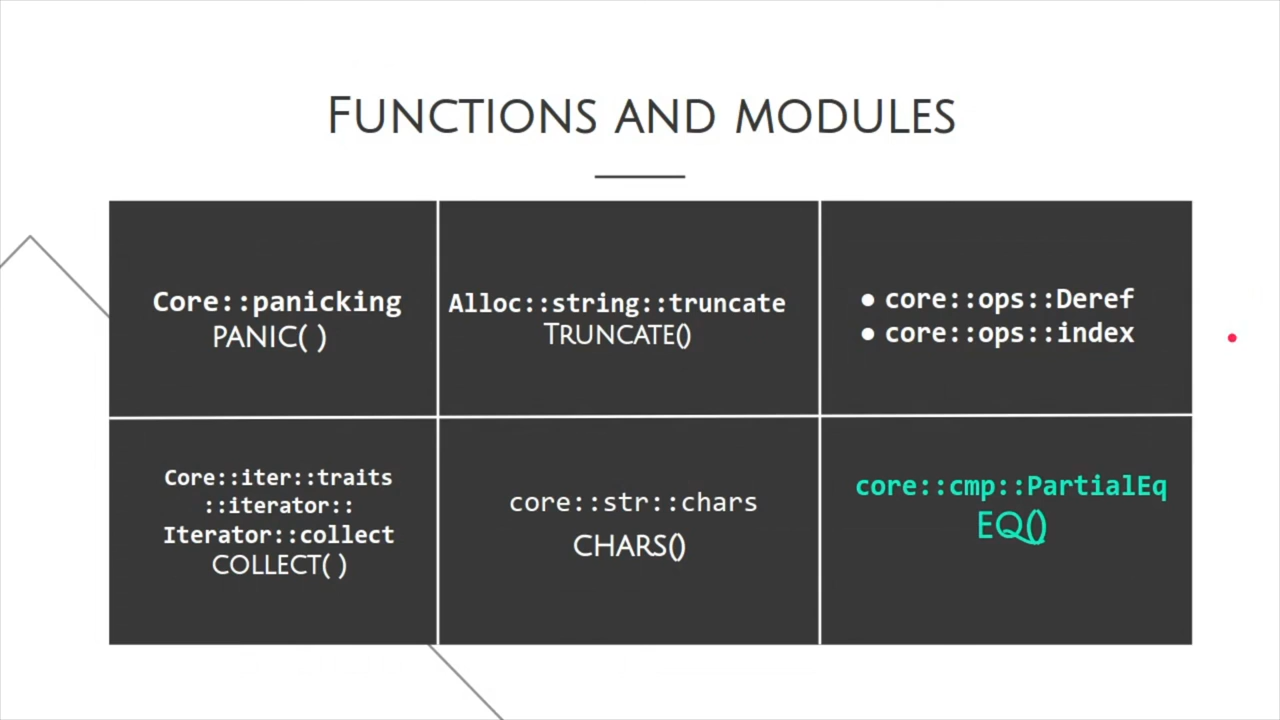 FUNCTIONS AND MODULES
Core::panicking
PANIC( )
Alloc::string::truncate
TRUNCATE()
● core::ops::Deref
● core::ops::index
Core::iter::traits
::iterator::
Iterator::collect
COLLECT( )
core::str::chars
CHARS()
core::cmp::PartialEq
EQ()